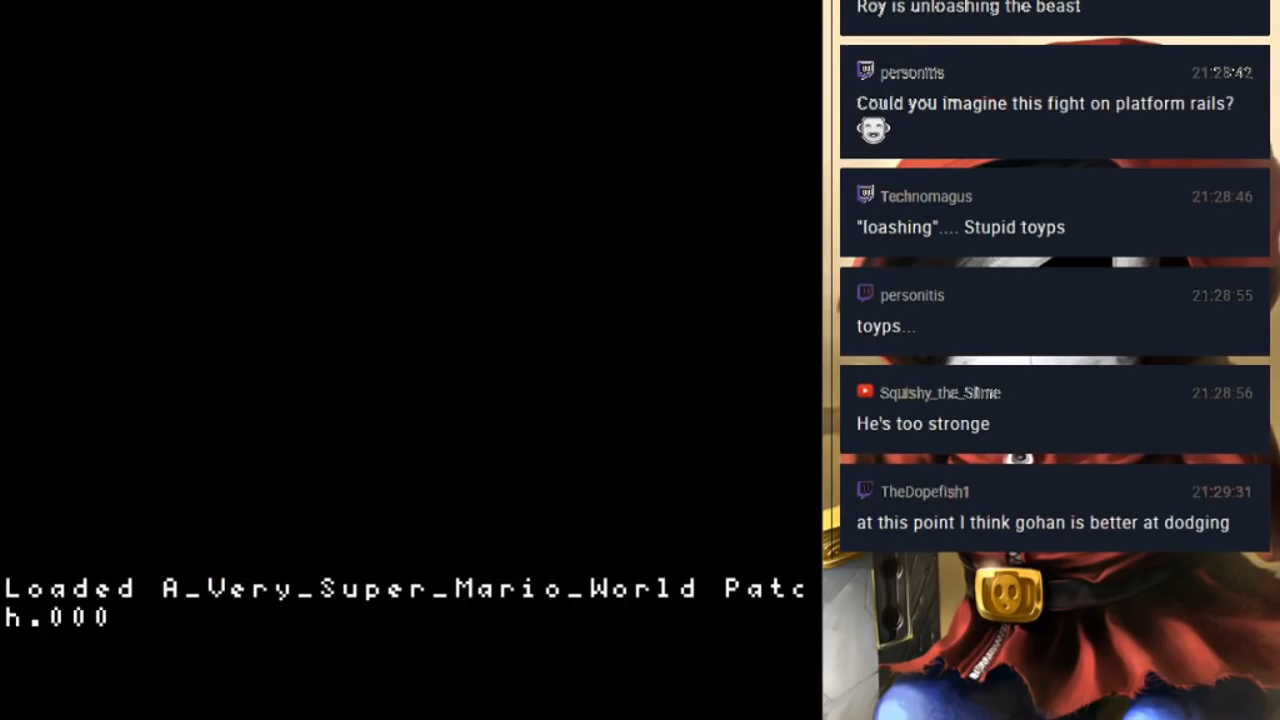 Roy is unloashing the beast
personitis 21:28:42
Could you imagine this fight on platform rails?
Technomagus 21:28:46
"loashing".... Stupid toyps
personitis 21:28:55
toyps...
Squishy_the_Slime 21:28:56
He's too stronge
TheDopefish1 21:29:31
at this point I think gohan is better at dodging
Loaded A_Very_Super_Mario_World Patc
h.000